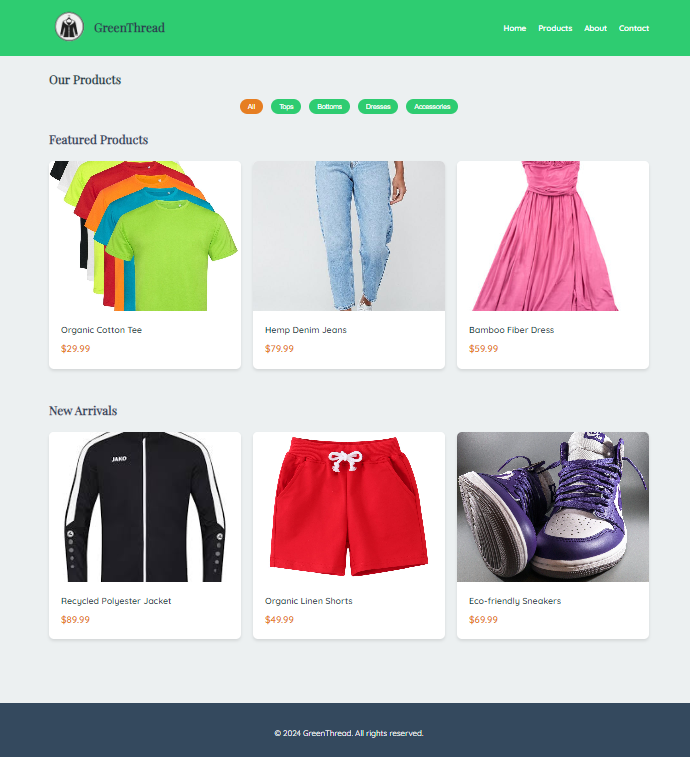 GreenThread
Home Products About Contact
Our Products
All Tops Bottoms Dresses Accessories
Featured Products
Organic Cotton Tee
$29.99
Hemp Denim Jeans
$79.99
Bamboo Fiber Dress
$59.99
New Arrivals
JAKO
Recycled Polyester Jacket
$89.99
Organic Linen Shorts
$49.99
Eco-friendly Sneakers
$69.99
© 2024 GreenThread. All rights reserved.